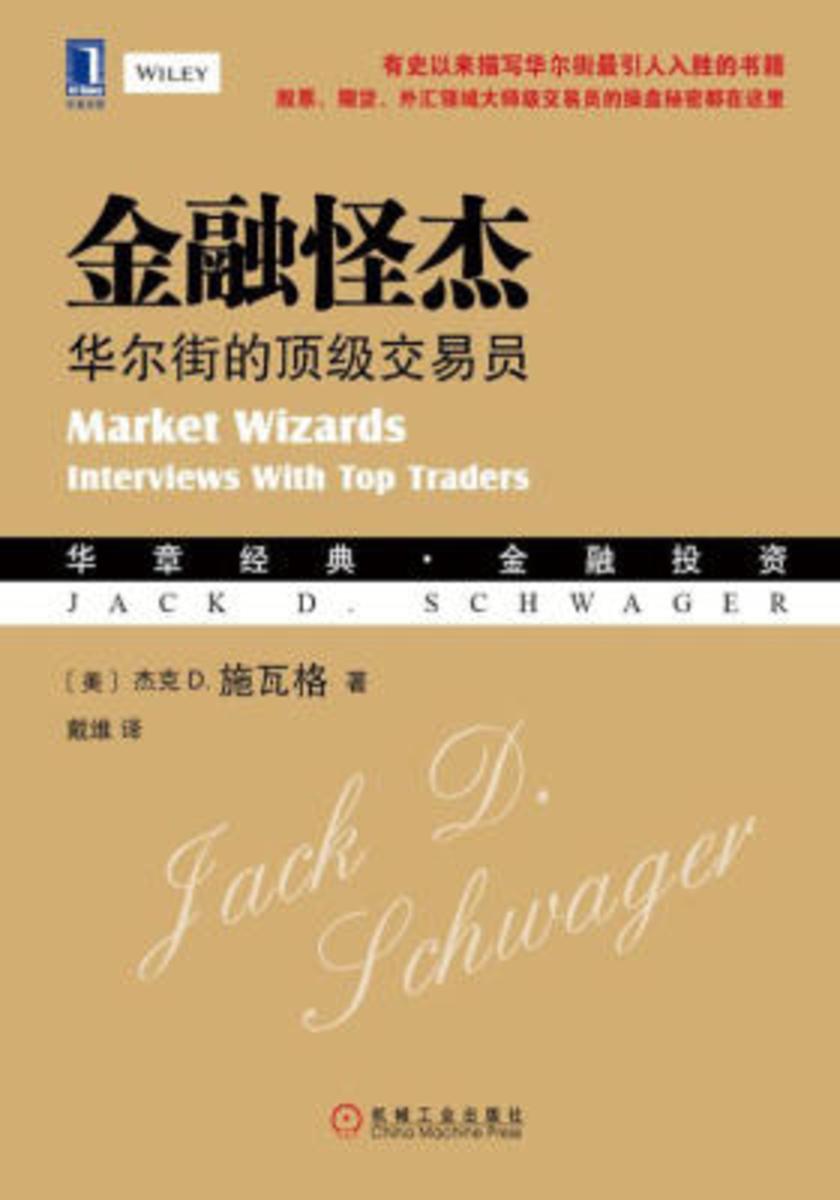 WILEY
有史以来描写华尔街最引人入胜的书籍
股票、期货、外汇领域大师级交易员的操盘秘密都在这里
金融怪杰
华尔街的顶级交易员
Market Wizards
Interviews With Top Traders
华章经典·金融投资
JACK D. SCHWAGER
[美] 杰克 D. 施瓦格 著
戴维 译
Jack D.
Schwager
机械工业出版社
China Machine Press